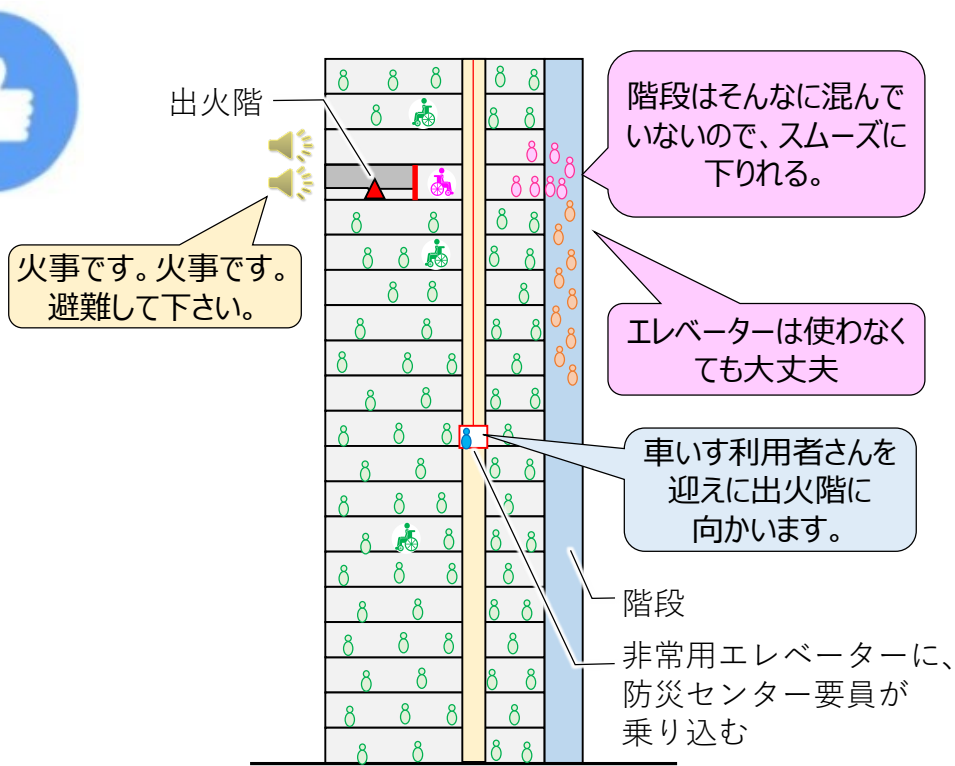 出火階
階段はそんなに混んで
いないので、スムーズに
下りれる。
火事です。火事です。
避難して下さい。
エレベーターは使わなく
ても大丈夫
車いす利用者さんを
迎えに出火階に
向かいます。
階段
非常用エレベーターに、
防災センター要員が
乗り込む